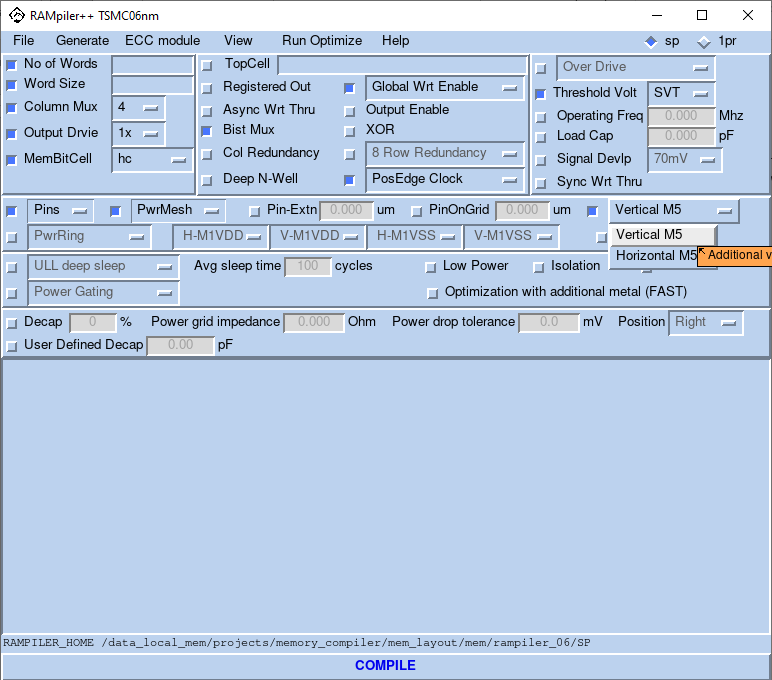 RAMpiler++ TSMC06nm
File Generate ECC module View Run Optimize Help sp 1pr
No of Words TopCell Over Drive
Word Size Registered Out Global Wrt Enable Threshold Volt SVT
Column Mux 4 Async Wrt Thru Output Enable Operating Freq 0.000 Mhz
Output Drvie 1x Bist Mux XOR Load Cap 0.000 pF
MemBitCell hc Col Redundancy 8 Row Redundancy Signal Devlp 70mV
Deep N-Well PosEdge Clock Sync Wrt Thru
Pins PwrMesh Pin-Extn 0.000 um PinOnGrid 0.000 um Vertical M5
PwrRing H-M1VDD V-M1VDD H-M1VSS V-M1VSS Vertical M5
Horizontal M5 Additional v
ULL deep sleep Avg sleep time 100 cycles Low Power Isolation
Power Gating Optimization with additional metal (FAST)
Decap 0 % Power grid impedance 0.000 Ohm Power drop tolerance 0.0 mV Position Right
User Defined Decap 0.00 pF
RAMPILER_HOME /data_local_mem/projects/memory_compiler/mem_layout/mem/rampiler_06/SP
COMPILE